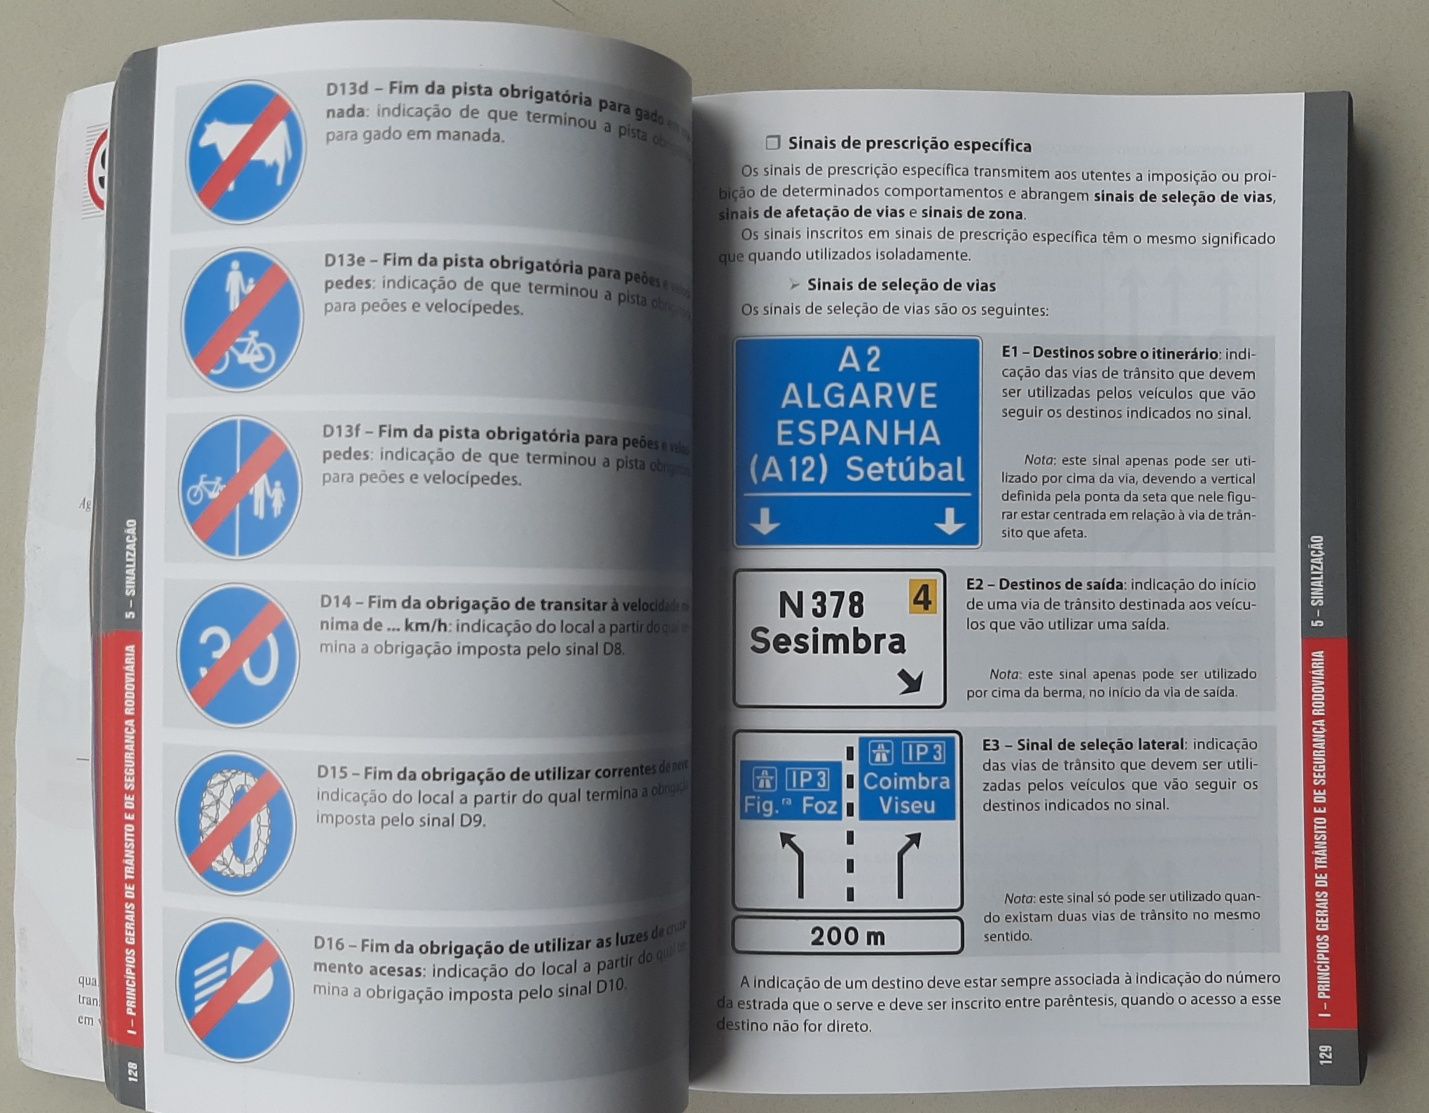 D13d – Fim da pista obrigatória para gado em
nada: indicação de que terminou a pista
para gado em manada.
D13e – Fim da pista obrigatória para peões e
pedes: indicação de que terminou a pista
para peões e velocípedes.
D13f – Fim da pista obrigatória para peões e
pedes: indicação de que terminou a pista
para peões e velocípedes.
30
D14 – Fim da obrigação de transitar à velocidade
nima de ... km/h: indicação do local a partir do
mina a obrigação imposta pelo sinal D8.
D15 – Fim da obrigação de utilizar correntes de
indicação do local a partir do qual termina a
imposta pelo sinal D9.
D16 – Fim da obrigação de utilizar as luzes de
mento acesas: indicação do local a partir do
mina a obrigação imposta pelo sinal D10.
5 – SINALIZAÇÃO
I – PRINCÍPIOS GERAIS DE TRÂNSITO E DE SEGURANÇA RODOVIÁRIA
128
Ag
qua
tran
em
❐ Sinais de prescrição específica
Os sinais de prescrição específica transmitem aos utentes a imposição ou proi-
bição de determinados comportamentos e abrangem sinais de seleção de vias,
sinais de afetação de vias e sinais de zona.
Os sinais inscritos em sinais de prescrição específica têm o mesmo significado
que quando utilizados isoladamente.
➢ Sinais de seleção de vias
Os sinais de seleção de vias são os seguintes:
A2
ALGARVE
ESPANHA
(A12) Setúbal
E1 – Destinos sobre o itinerário: indi-
cação das vias de trânsito que devem
ser utilizadas pelos veículos que vão
seguir os destinos indicados no sinal.
Nota: este sinal apenas pode ser uti-
lizado por cima da via, devendo a vertical
definida pela ponta da seta que nele figu-
rar estar centrada em relação à via de trân-
sito que afeta.
N 378 4
Sesimbra
E2 – Destinos de saída: indicação do início
de uma via de trânsito destinada aos veícu-
los que vão utilizar uma saída.
Nota: este sinal apenas pode ser utilizado
por cima da berma, no início da via de saída.
IP 3
Fig.ra Foz
IP 3
Coimbra
Viseu
200 m
E3 – Sinal de seleção lateral: indicação
das vias de trânsito que devem ser utili-
zadas pelos veículos que vão seguir os
destinos indicados no sinal.
Nota: este sinal só pode ser utilizado quan-
do existam duas vias de trânsito no mesmo
sentido.
A indicação de um destino deve estar sempre associada à indicação do número
da estrada que o serve e deve ser inscrito entre parêntesis, quando o acesso a esse
destino não for direto.
5 – SINALIZAÇÃO
I – PRINCÍPIOS GERAIS DE TRÂNSITO E DE SEGURANÇA RODOVIÁRIA
129